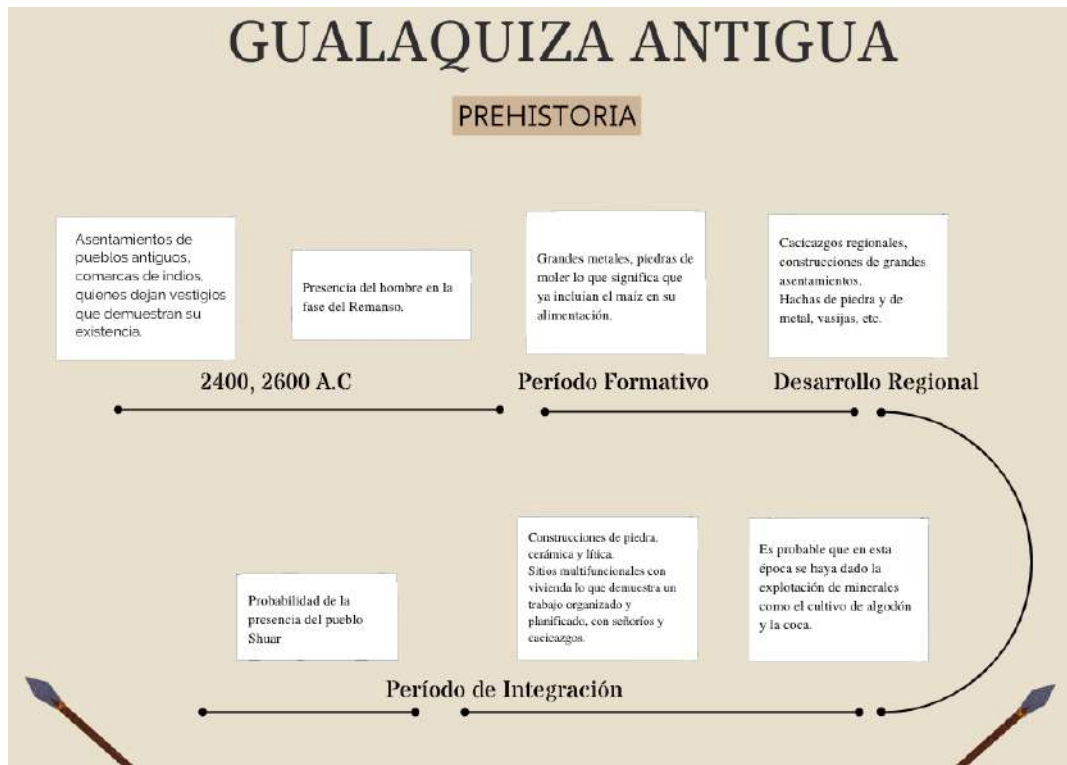 GUALAQUIZA ANTIGUA
PREHISTORIA
Asentamientos de
pueblos antiguos,
comarcas de indios,
quienes dejan vestigios
que demuestran su
existencia.
Presencia del hombre en la
fase del Remanso.
Grandes metales, piedras de
moler lo que significa que
ya incluían el maíz en su
alimentación.
Cacicazgos regionales,
construcciones de grandes
asentamientos.
Hachas de piedra y de
metal, vasijas, etc.
2400, 2600 A.C
Período Formativo
Desarrollo Regional
Probabilidad de la
presencia del pueblo
Shuar
Construcciones de piedra,
cerámica y lítica.
Sitios multifuncionales con
vivienda lo que demuestra un
trabajo organizado y
planificado, con señoríos y
cacicazgos.
Es probable que en esta
época se haya dado la
explotación de minerales
como el cultivo de algodón
y la coca.
Período de Integración